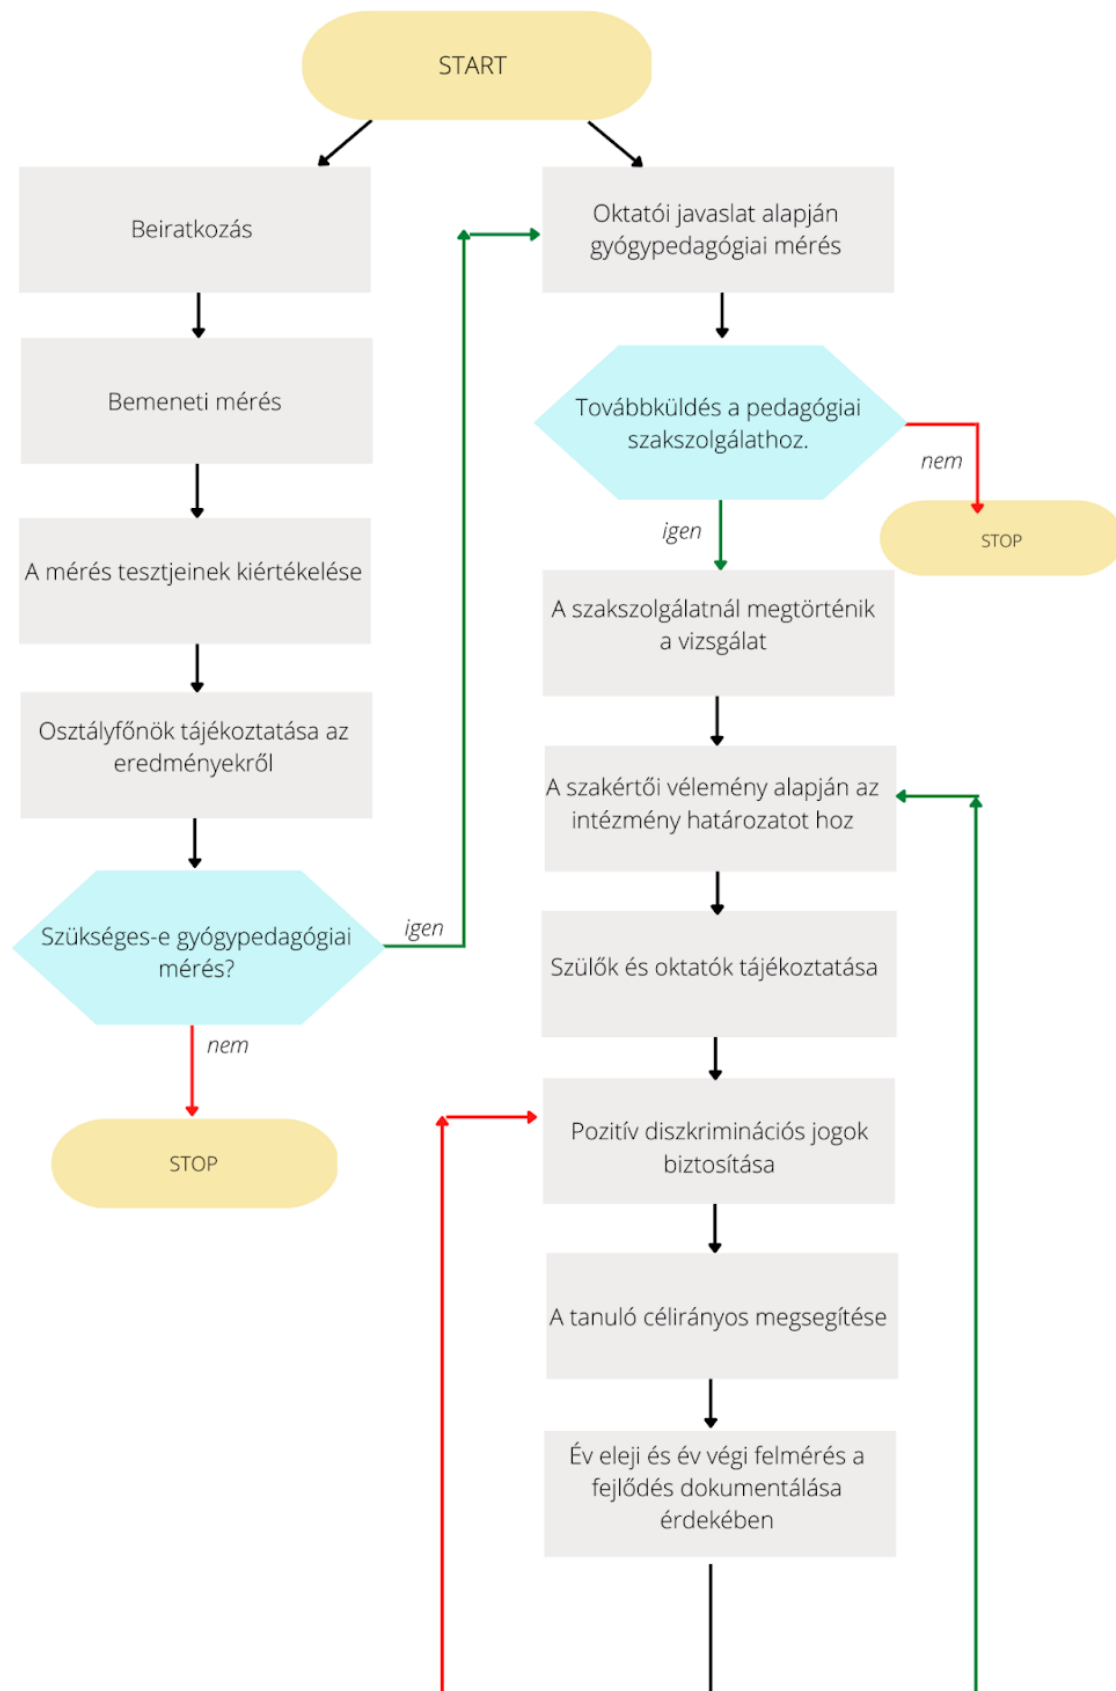 START
Beiratkozás
Bemeneti mérés
A mérés tesztjeinek kiértékelése
Osztályfőnök tájékoztatása az
eredményekről
Szükséges-e gyógypedagógiai
mérés?
igen
nem
STOP
Oktatói javaslat alapján
gyógypedagógiai mérés
Továbbküldés a pedagógiai
szakszolgálathoz.
nem
STOP
igen
A szakszolgálatnál megtörténik
a vizsgálat
A szakértői vélemény alapján az
intézmény határozatot hoz
Szülők és oktatók tájékoztatása
Pozitív diszkriminációs jogok
biztosítása
A tanuló célirányos megsegítése
Év eleji és év végi felmérés a
fejlődés dokumentálása
érdekében